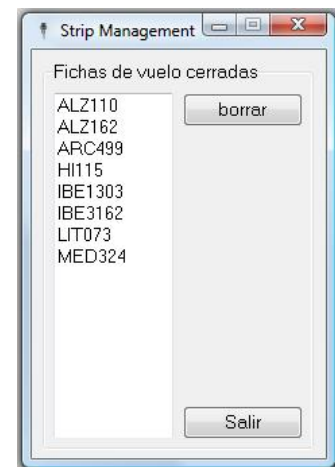 Strip Management
Fichas de vuelo cerradas
ALZ110
ALZ162
ARC499
HI115
IBE1303
IBE3162
LIT073
MED324
borrar
Salir